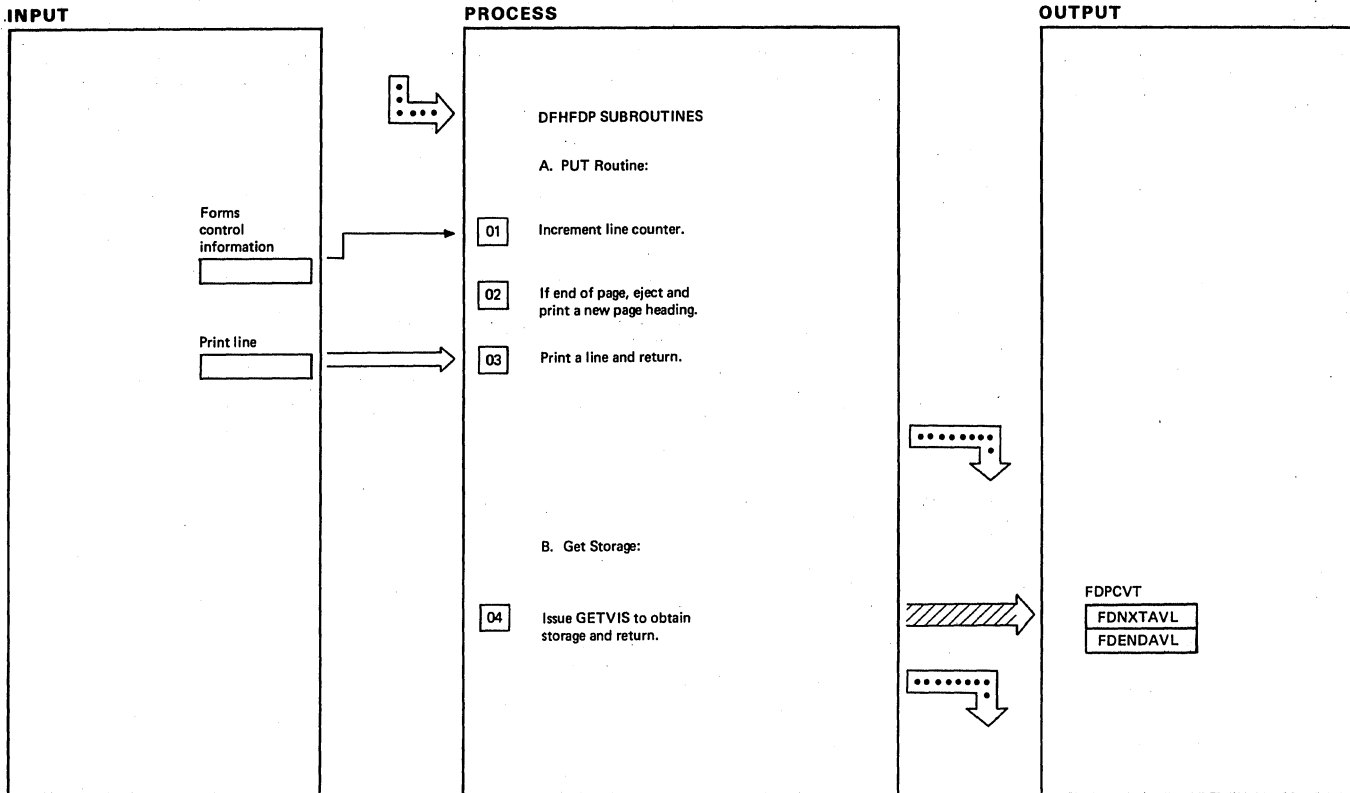 INPUT
PROCESS
OUTPUT
DFHFDP SUBROUTINES
A. PUT Routine:
Forms
control
information
01 Increment line counter.
02 If end of page, eject and
print a new page heading.
Print line
03 Print a line and return.
B. Get Storage:
04 Issue GETVIS to obtain
storage and return.
FDPCVT
FDNXTAVL
FDENDAVL